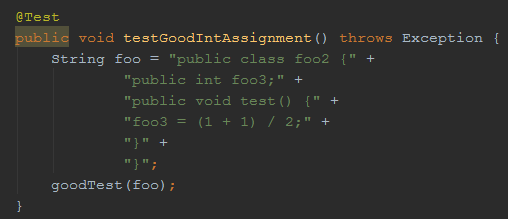 @Test
public void testGoodIntAssignment() throws Exception {
String foo = "public class foo2 {" +
"public int foo3;" +
"public void test() {" +
"foo3 = (1 + 1) / 2;" +
"}" +
"}";
goodTest(foo);
}